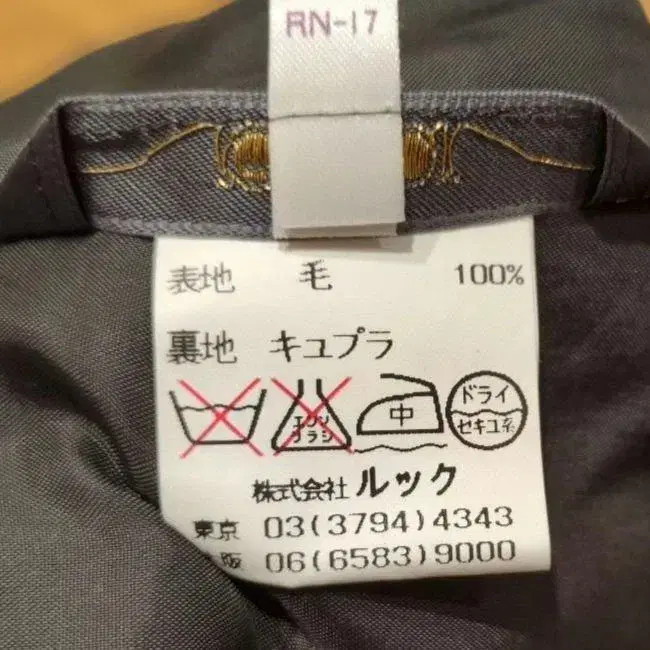 RN-17
表地 毛 100%
裏地 キュプラ
エンソ サラシ 中 ドライ セキユ系
株式会社 ルック
東京 03(3794)4343
阪 06(6583)9000